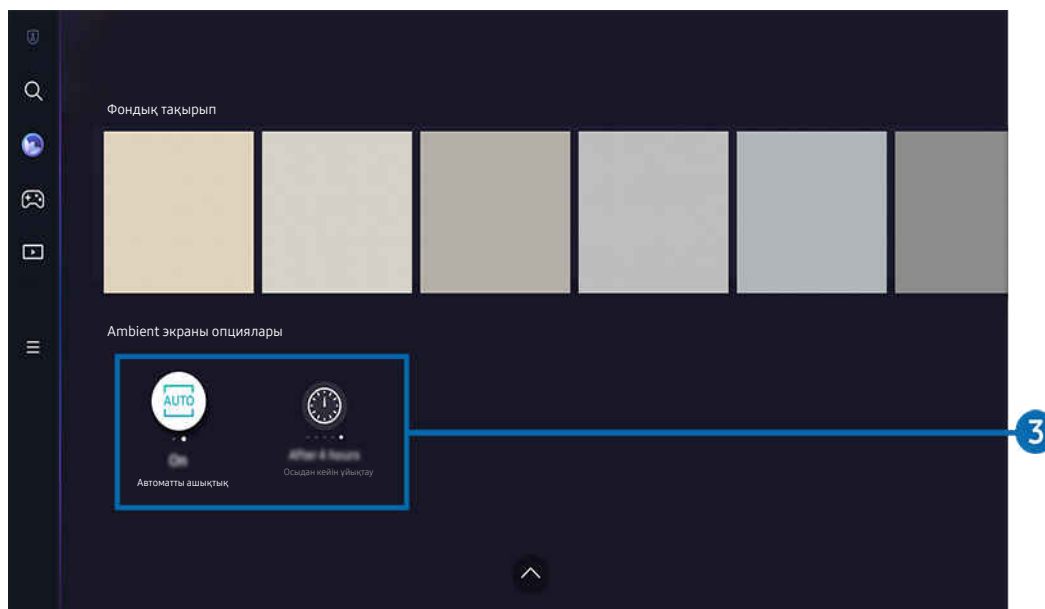 Фондық тақырып
Ambient экраны опциялары
AUTO
On
After 4 hours
Автоматты ашықтық
Осыдан кейін ұйықтау
3